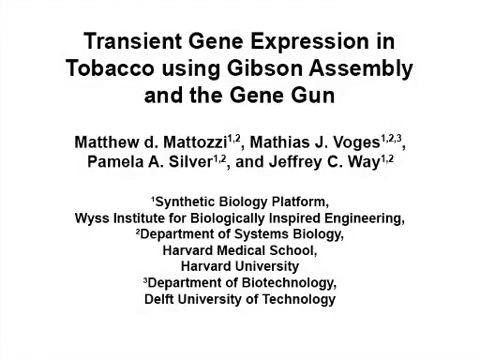 Transient Gene Expression in
Tobacco using Gibson Assembly
and the Gene Gun
Matthew d. Mattozzi1,2, Mathias J. Voges1,2,3,
Pamela A. Silver1,2, and Jeffrey C. Way1,2
1Synthetic Biology Platform,
Wyss Institute for Biologically Inspired Engineering,
2Department of Systems Biology,
Harvard Medical School,
Harvard University
3Department of Biotechnology,
Delft University of Technology